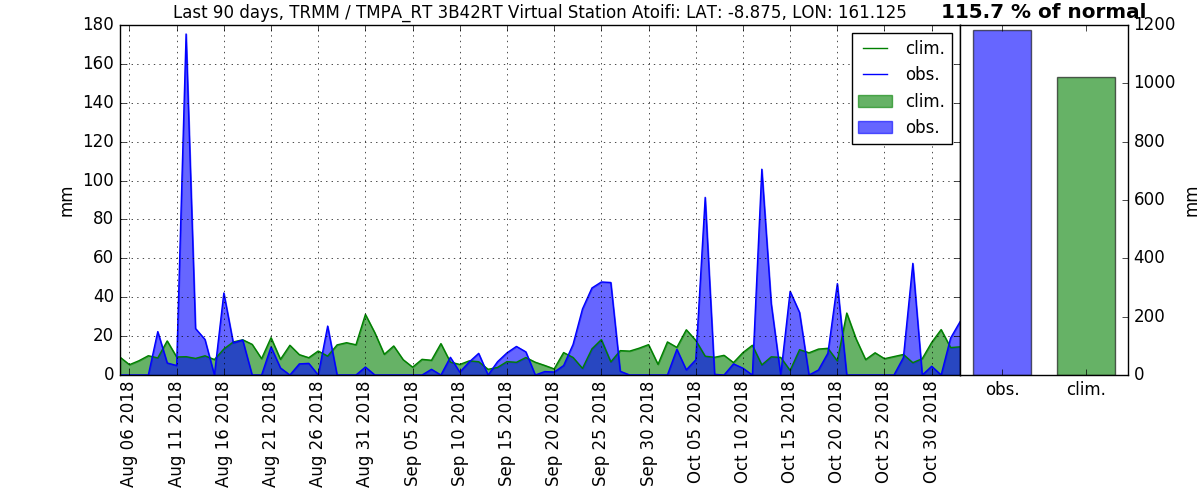 Last 90 days, TRMM / TMPA_RT 3B42RT Virtual Station Atoifi: LAT: -8.875, LON: 161.125
115.7 % of normal
180
160
140
120
100
80
60
40
20
0
mm
clim.
obs.
clim.
obs.
Aug 06 2018
Aug 11 2018
Aug 16 2018
Aug 21 2018
Aug 26 2018
Aug 31 2018
Sep 05 2018
Sep 10 2018
Sep 15 2018
Sep 20 2018
Sep 25 2018
Sep 30 2018
Oct 05 2018
Oct 10 2018
Oct 15 2018
Oct 20 2018
Oct 25 2018
Oct 30 2018
1200
1000
800
600
400
200
0
mm
obs. clim.